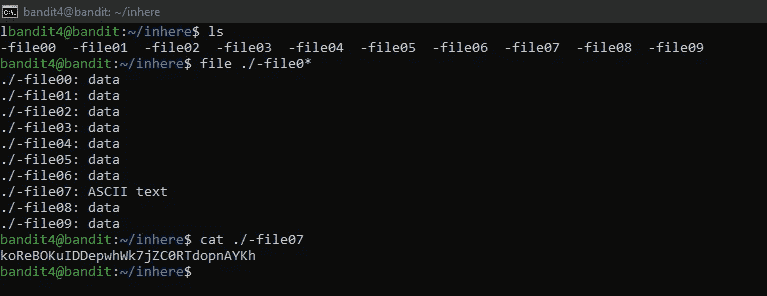 bandit4@bandit: ~/inhere
lbandit4@bandit:~/inhere$ ls
-file00  -file01  -file02  -file03  -file04  -file05  -file06  -file07  -file08  -file09
bandit4@bandit:~/inhere$ file ./-file0*
./-file00: data
./-file01: data
./-file02: data
./-file03: data
./-file04: data
./-file05: data
./-file06: data
./-file07: ASCII text
./-file08: data
./-file09: data
bandit4@bandit:~/inhere$ cat ./-file07
koReBOKuIDDepwhWk7jZC0RTdopnAYKh
bandit4@bandit:~/inhere$